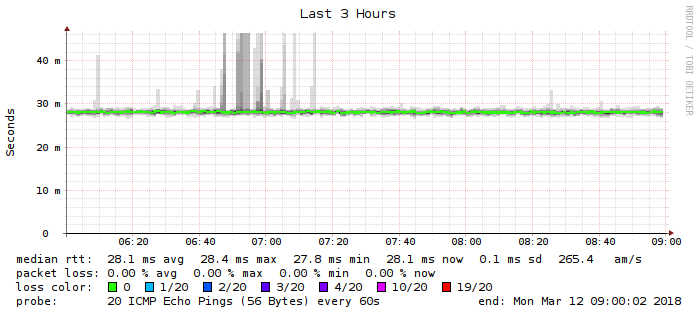 Last 3 Hours
RRDTOOL / TOBI OETIKER
Seconds
40 m
30 m
20 m
10 m
0
06:20 06:40 07:00 07:20 07:40 08:00 08:20 08:40 09:00
median rtt: 28.1 ms avg 28.4 ms max 27.8 ms min 28.1 ms now 0.1 ms sd 265.4 am/s
packet loss: 0.00 % avg 0.00 % max 0.00 % min 0.00 % now
loss color: 0 1/20 2/20 3/20 4/20 10/20 19/20
probe: 20 ICMP Echo Pings (56 Bytes) every 60s end: Mon Mar 12 09:00:02 2018